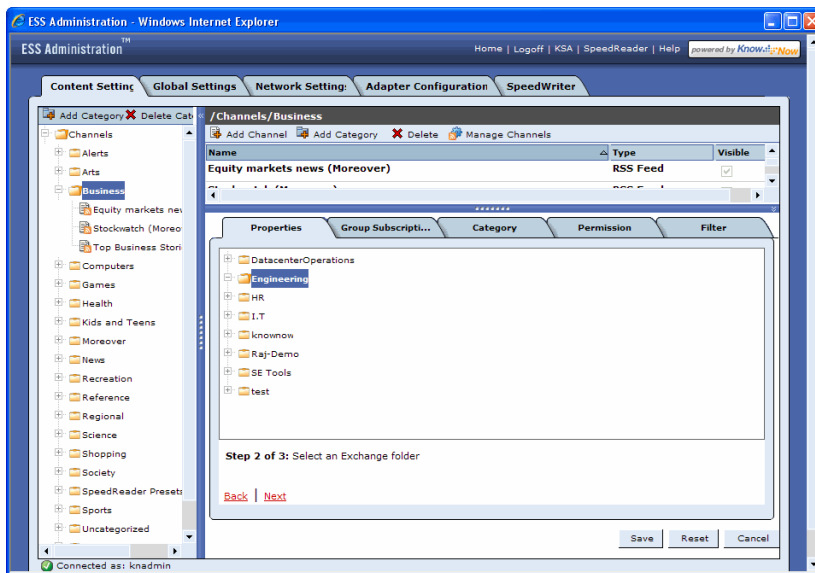 ESS Administration - Windows Internet Explorer
ESS Administration™
Home | Logoff | KSA | SpeedReader | Help
powered by KnowNow
Content Setting
Global Settings
Network Setting
Adapter Configuration
SpeedWriter
Add Category
Delete Cat
/Channels/Business
Add Channel
Add Category
Delete
Manage Channels
Name
Type
Visible
Equity markets news (Moreover)
RSS Feed
Channels
Alerts
Arts
Business
Equity markets nev
Stockwatch (Moreo
Top Business Stori
Computers
Games
Health
Kids and Teens
Moreover
News
Recreation
Reference
Regional
Science
Shopping
Society
SpeedReader Presets
Sports
Uncategorized
Properties
Group Subscripti...
Category
Permission
Filter
DatacenterOperations
Engineering
HR
I.T
knownow
Raj-Demo
SE Tools
test
Step 2 of 3: Select an Exchange folder
Back | Next
Save
Reset
Cancel
Connected as: knadmin